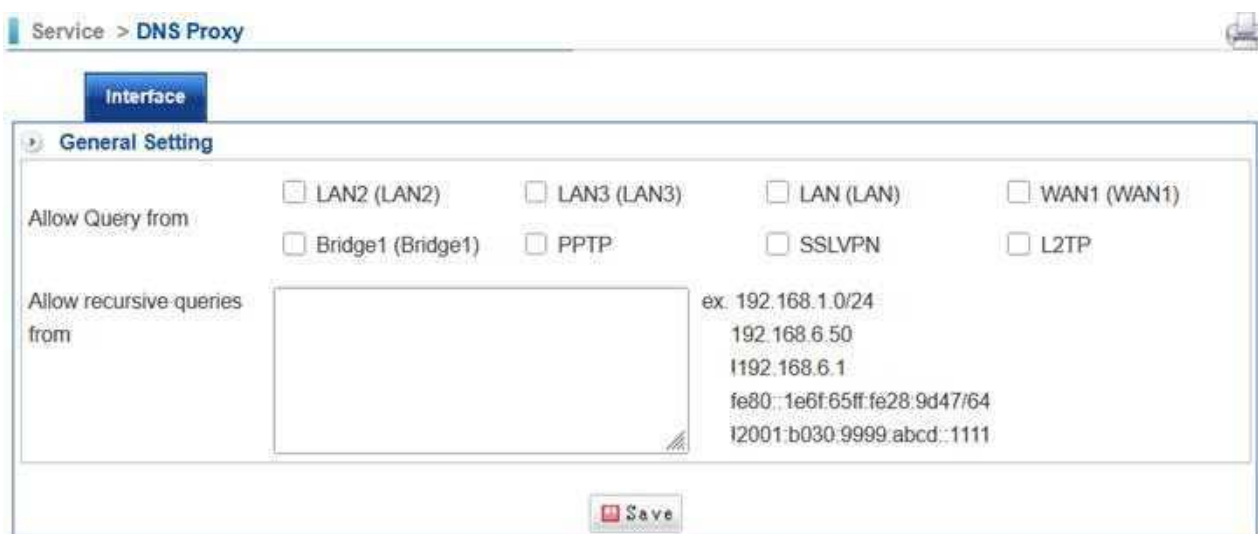 Service > DNS Proxy
Interface
General Setting
Allow Query from
LAN2 (LAN2) LAN3 (LAN3) LAN (LAN) WAN1 (WAN1)
Bridge1 (Bridge1) PPTP SSLVPN L2TP
Allow recursive queries
from
ex. 192.168.1.0/24
192.168.6.50
!192.168.6.1
fe80::1e6f:65ff:fe28:9d47/64
!2001:b030:9999:abcd::1111
Save